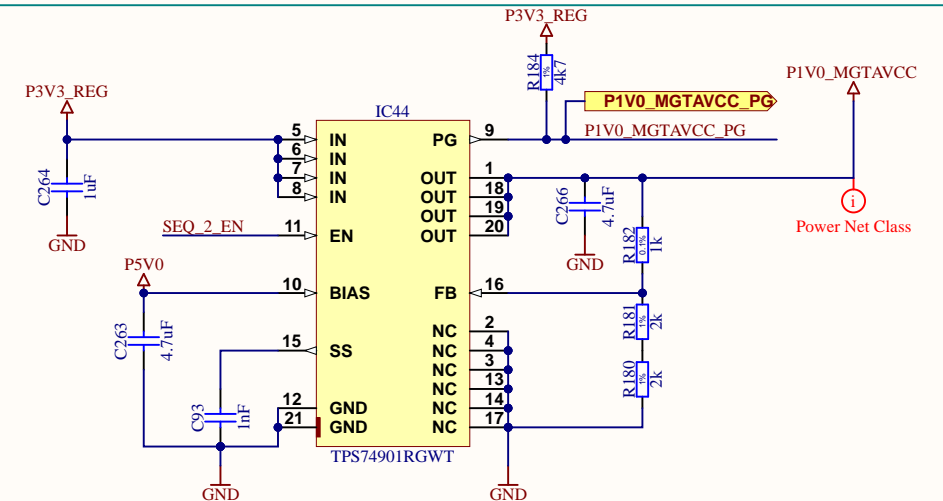 P3V3_REG
R184
1%
4k7
P1V0_MGTAVCC
P3V3_REG
IC44
P1V0_MGTAVCC_PG
P1V0_MGTAVCC_PG
5 IN PG 9
6 IN
7 IN OUT 1
8 IN OUT 18
OUT 19
11 EN OUT 20
SEQ_2_EN
C264
1uF
GND
C266
4.7uF
GND
R182
0.1%
1k
i
Power Net Class
P5V0
10 BIAS FB 16
C263
4.7uF
R181
1%
2k
NC 2
15 SS NC 4
NC 3
NC 13
12 GND NC 14
21 GND NC 17
R180
1%
2k
C93
1nF
TPS74901RGWT
GND
GND